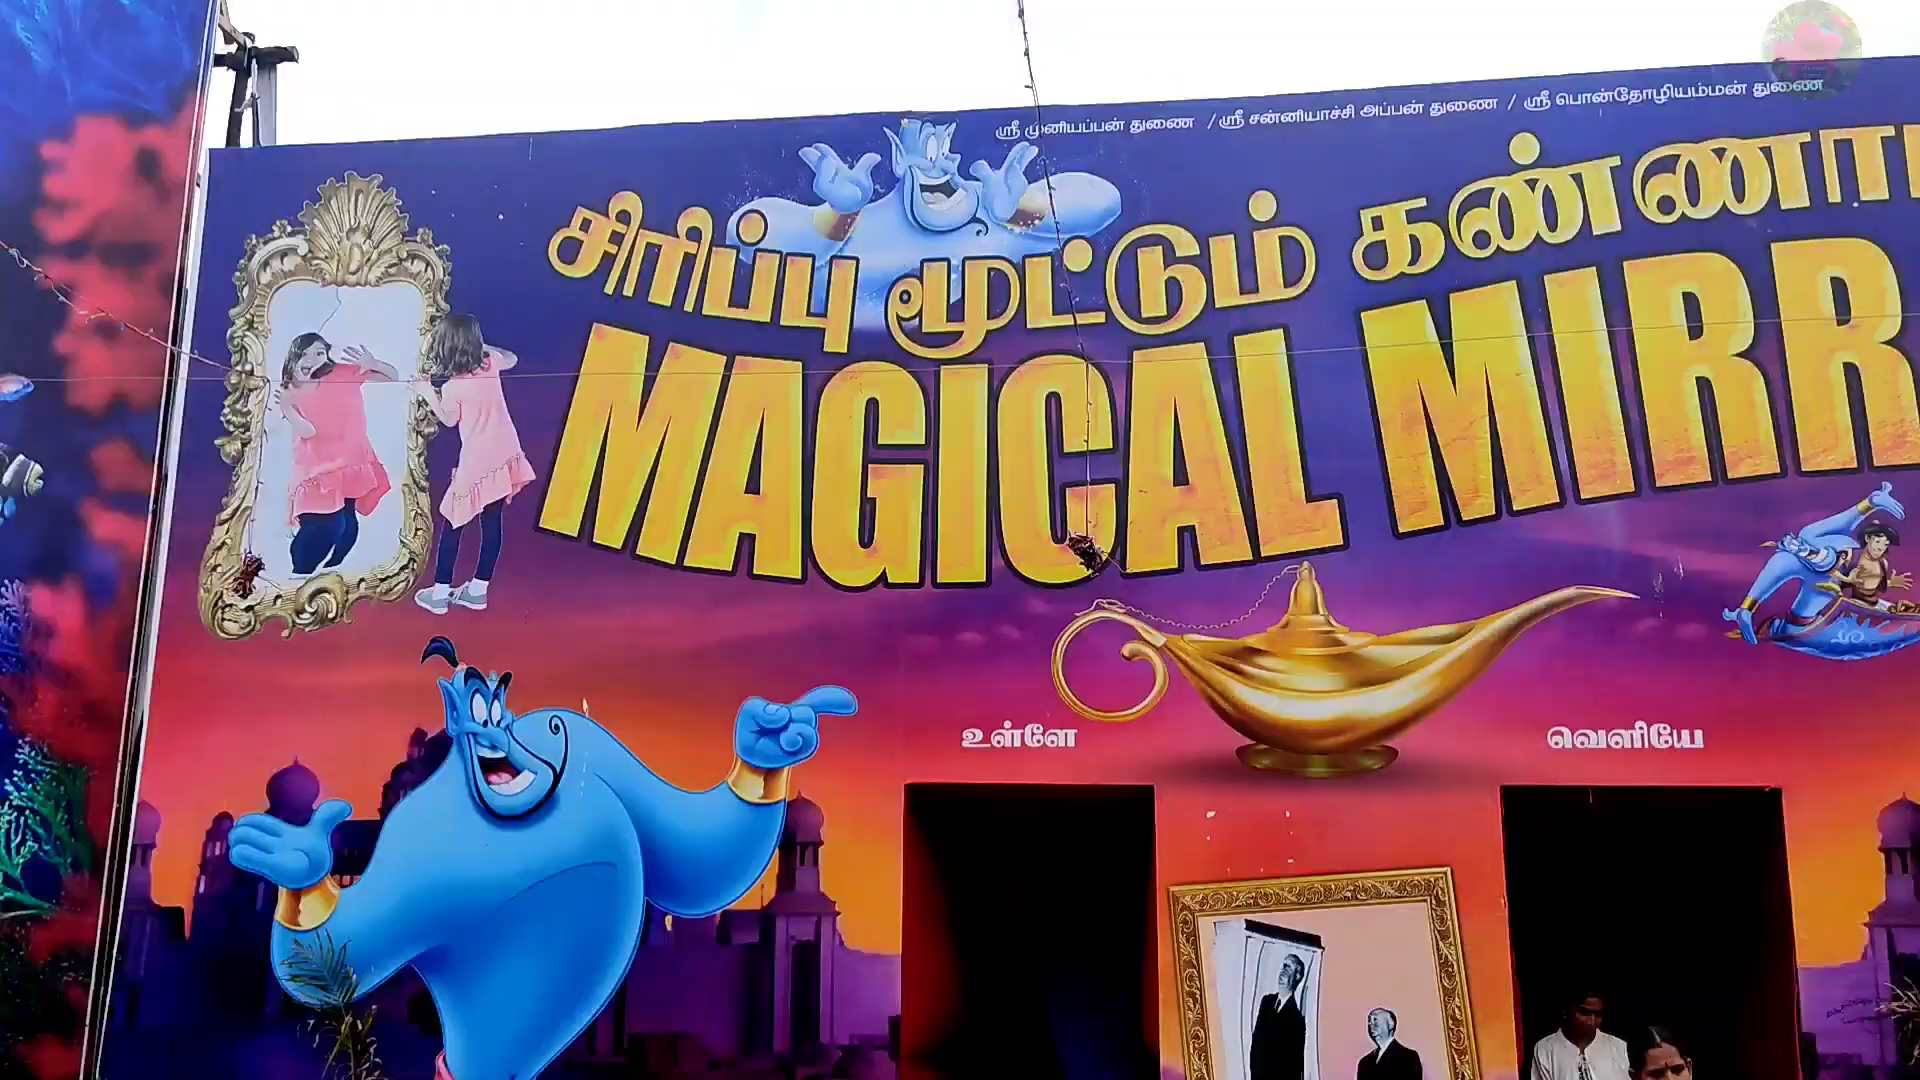 ஸ்ரீ முனியப்பன் துணை / ஸ்ரீ சன்னியாச்சி அப்பன் துணை / ஸ்ரீ பொன்தோழியம்மன் துணை
சிரிப்பு மூட்டும் கண்ணா
MAGICAL MIRR
உள்ளே
வெளியே